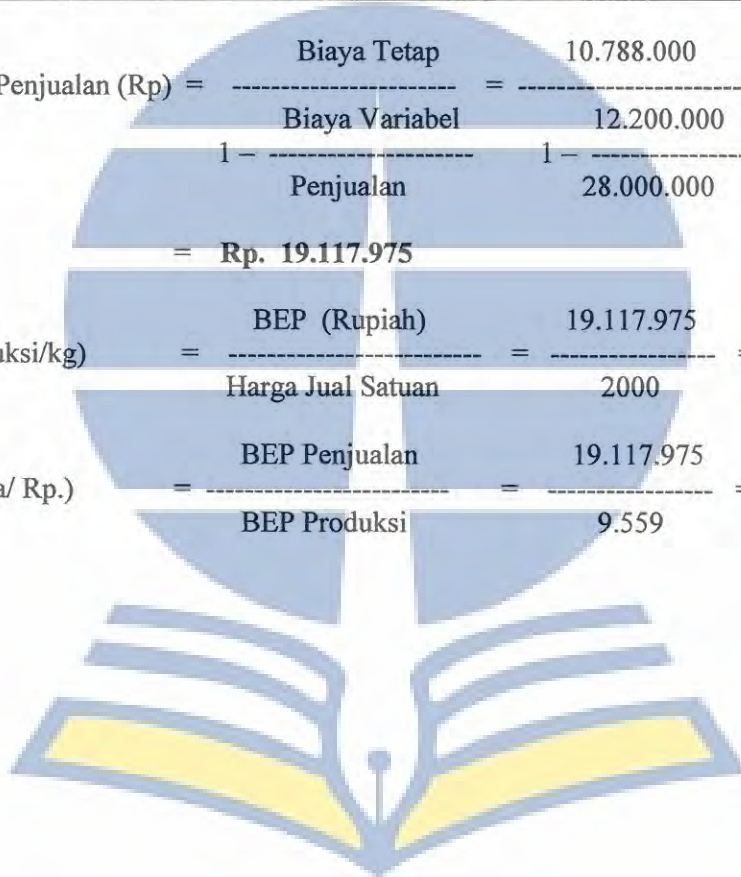 Biaya Tetap 10.788.000
Penjualan (Rp) = ------------------------ = ------------------------
Biaya Variabel 12.200.000
1 – ---------------------- 1 – ----------------
Penjualan 28.000.000
= Rp. 19.117.975
BEP (Rupiah) 19.117.975
uksi/kg) = --------------------------- = ----------------- =
Harga Jual Satuan 2000
BEP Penjualan 19.117.975
a/ Rp.) = -------------------------- = ----------------- =
BEP Produksi 9.559